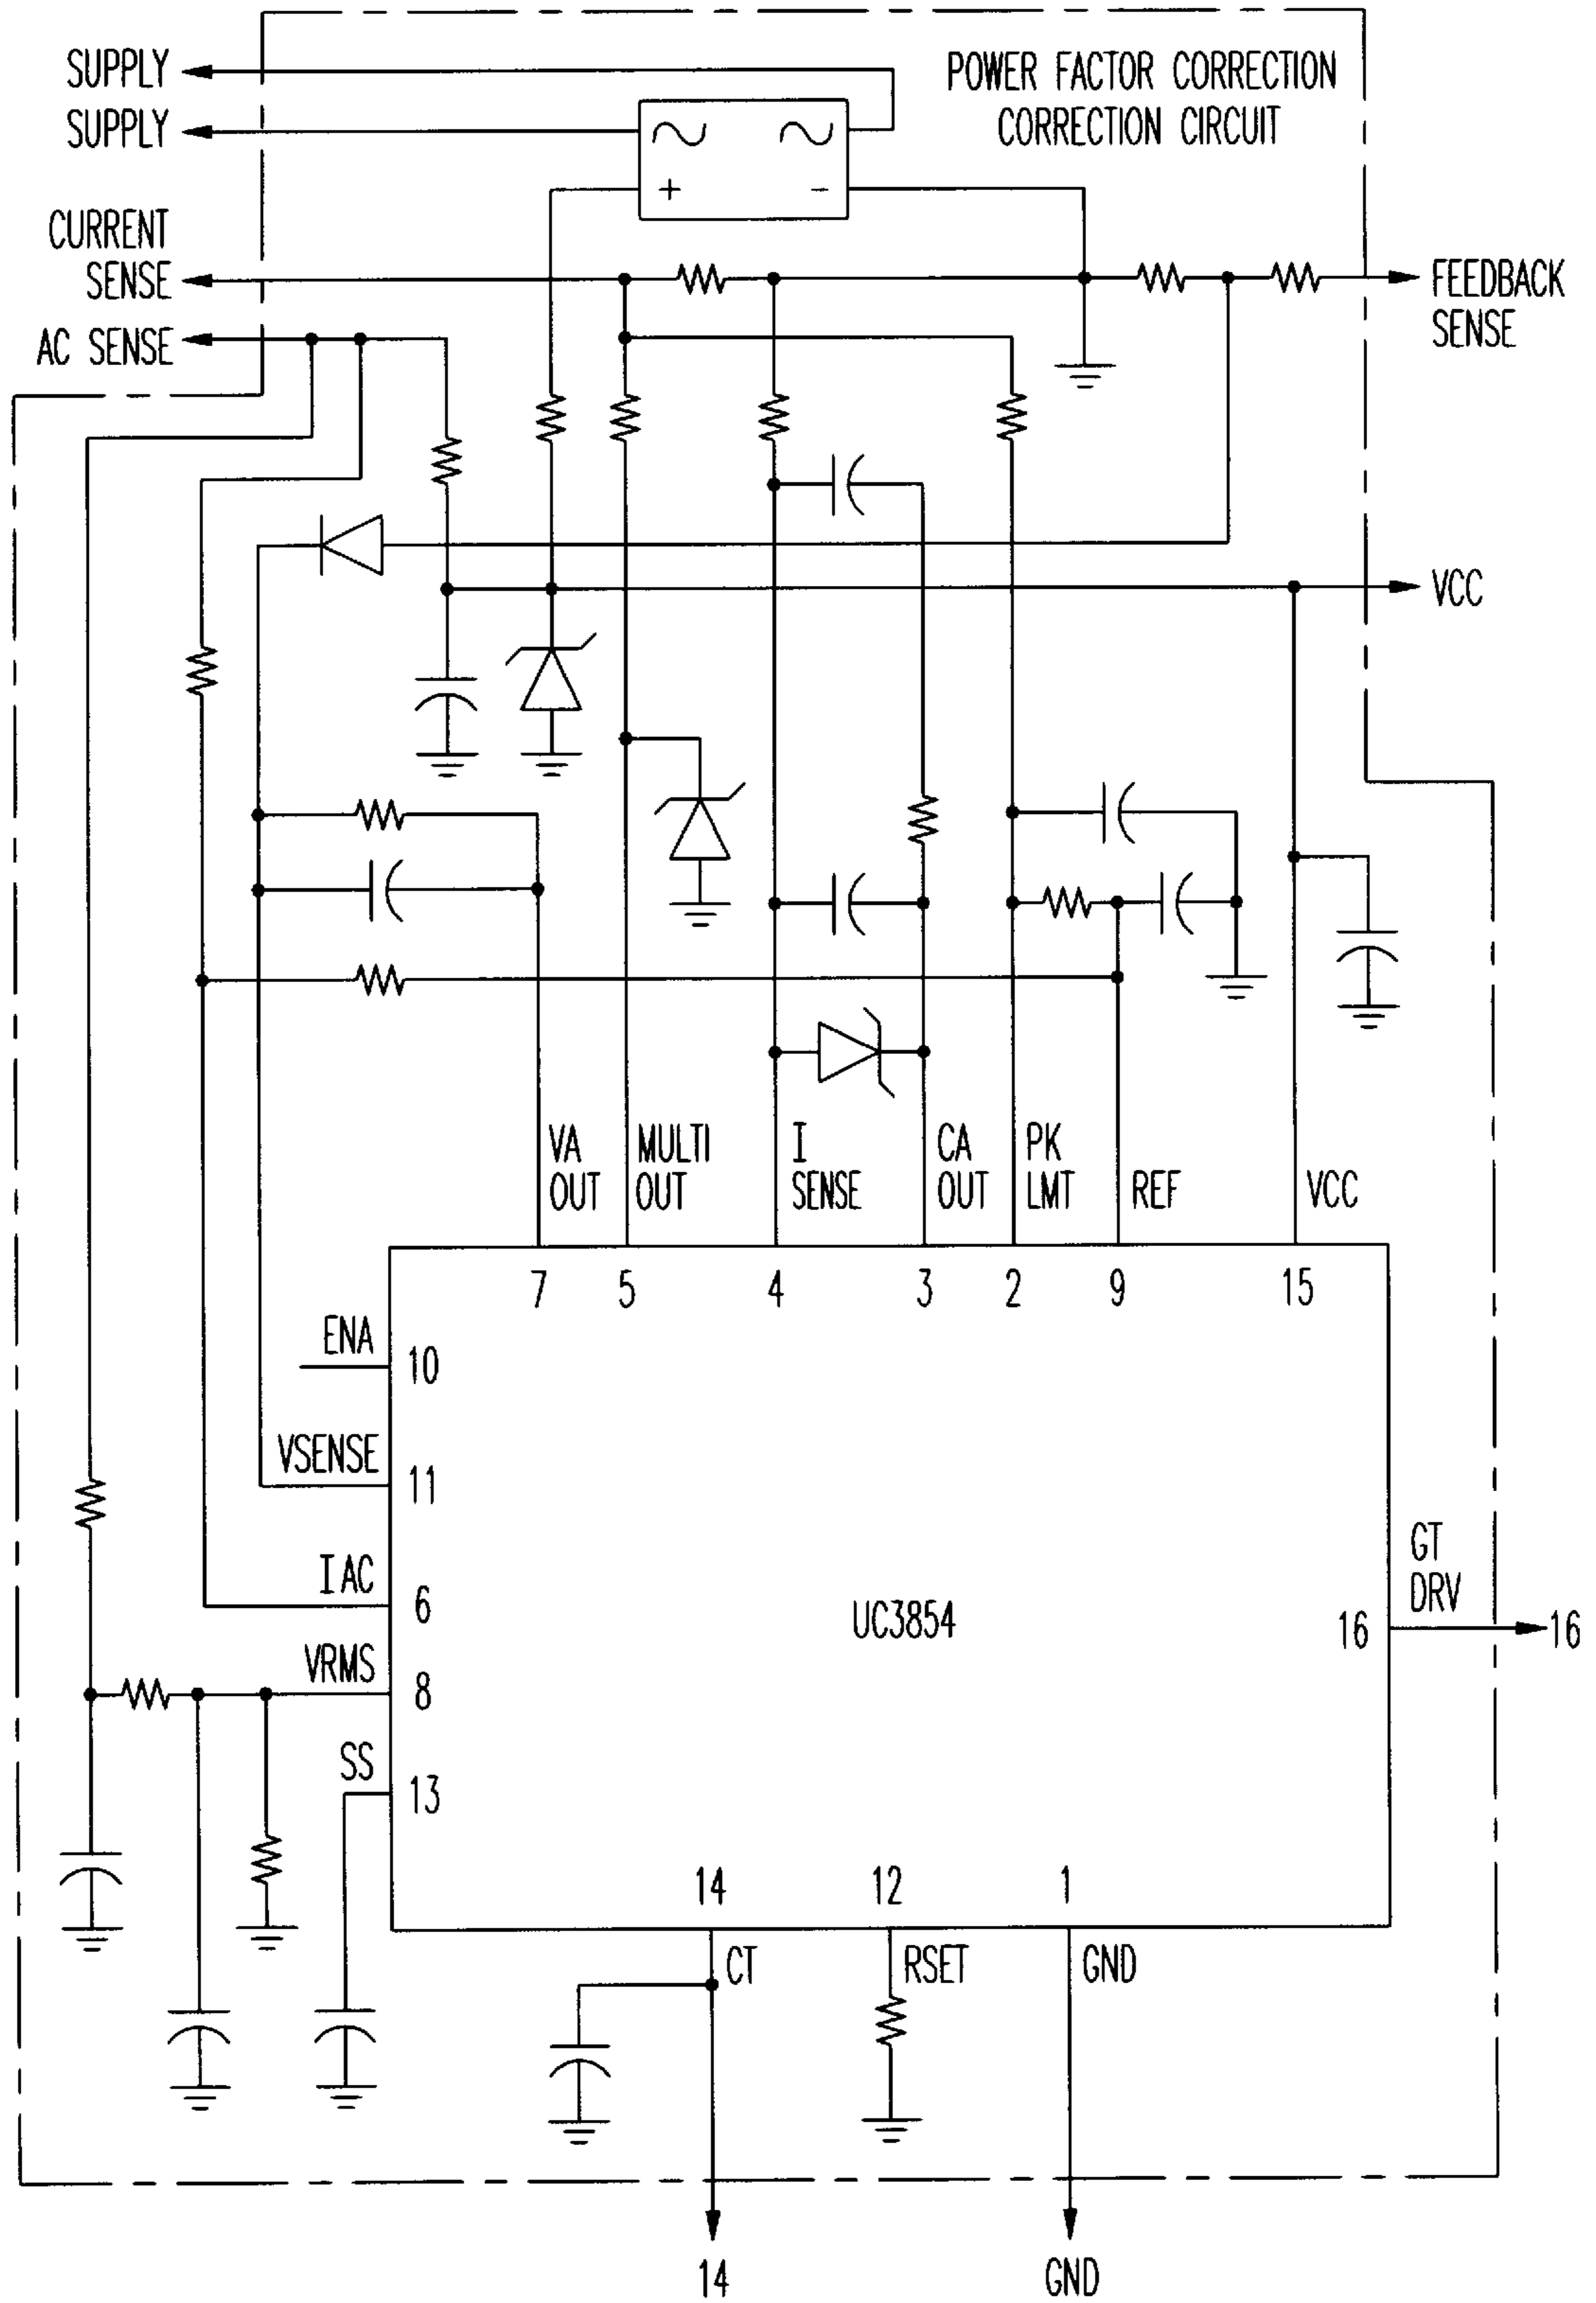 SUPPLY
POWER FACTOR CORRECTION
SUPPLY
CORRECTION CIRCUIT
+ −
CURRENT
SENSE
FEEDBACK
SENSE
AC SENSE
VCC
VA
OUT
MULTI
OUT
I
SENSE
CA
OUT
PK
LMT
REF
VCC
7 5 4 3 2 9 15
ENA
10
VSENSE
11
IAC
6
GT
DRV
UC3854
16
16
VRMS
8
SS
13
14 12 1
CT
RSET
GND
14
GND